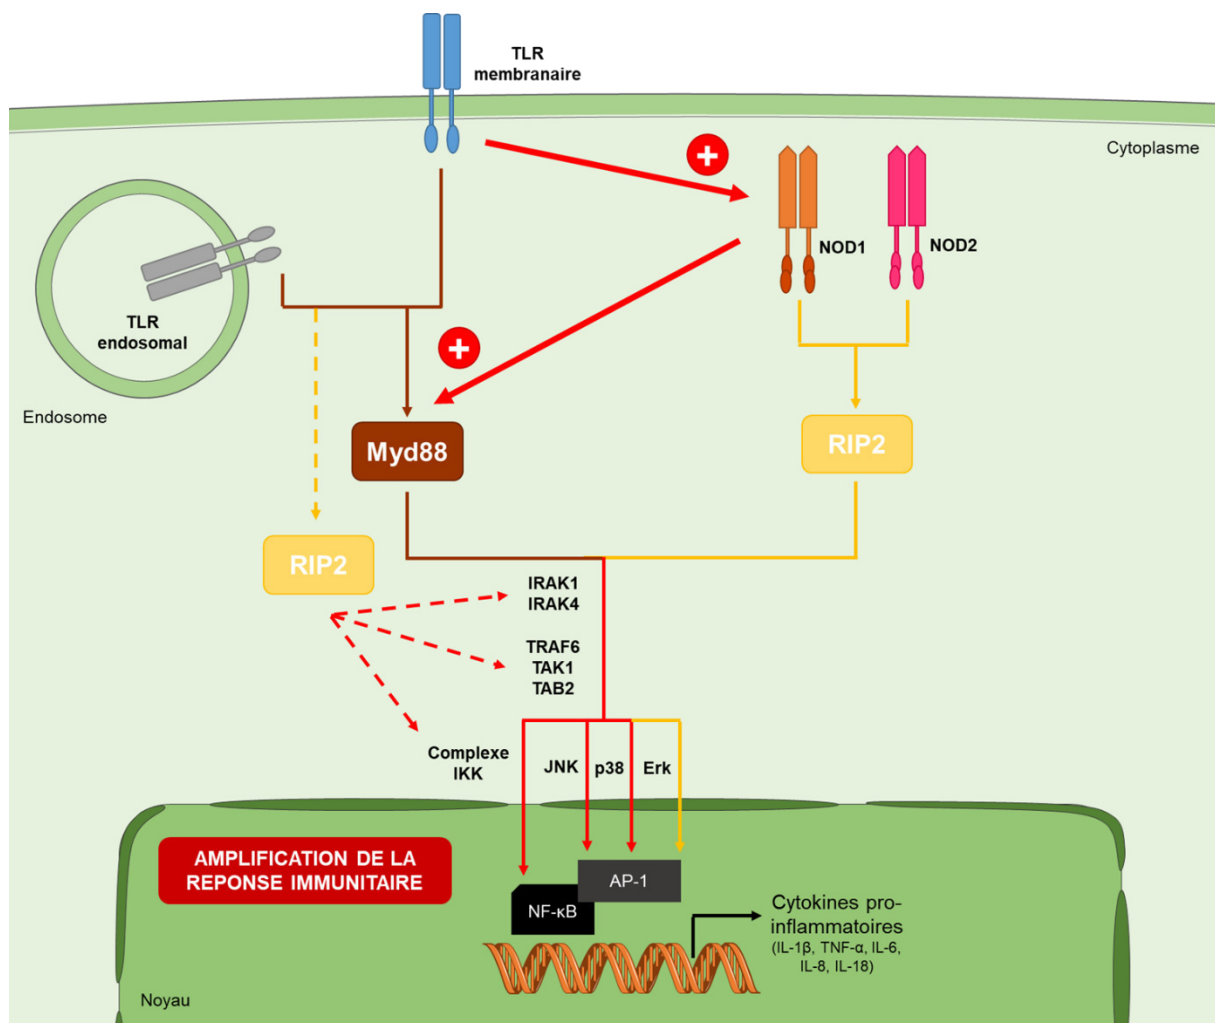 TLR
membranaire
Cytoplasme
NOD1
NOD2
TLR
endosomal
Endosome
Myd88
RIP2
RIP2
IRAK1
IRAK4
TRAF6
TAK1
TAB2
Complexe
IKK
JNK
p38
Erk
AMPLIFICATION DE LA
REPONSE IMMUNITAIRE
AP-1
NF-κB
Cytokines pro-
inflammatoires
(IL-1β, TNF-α, IL-6,
IL-8, IL-18)
Noyau